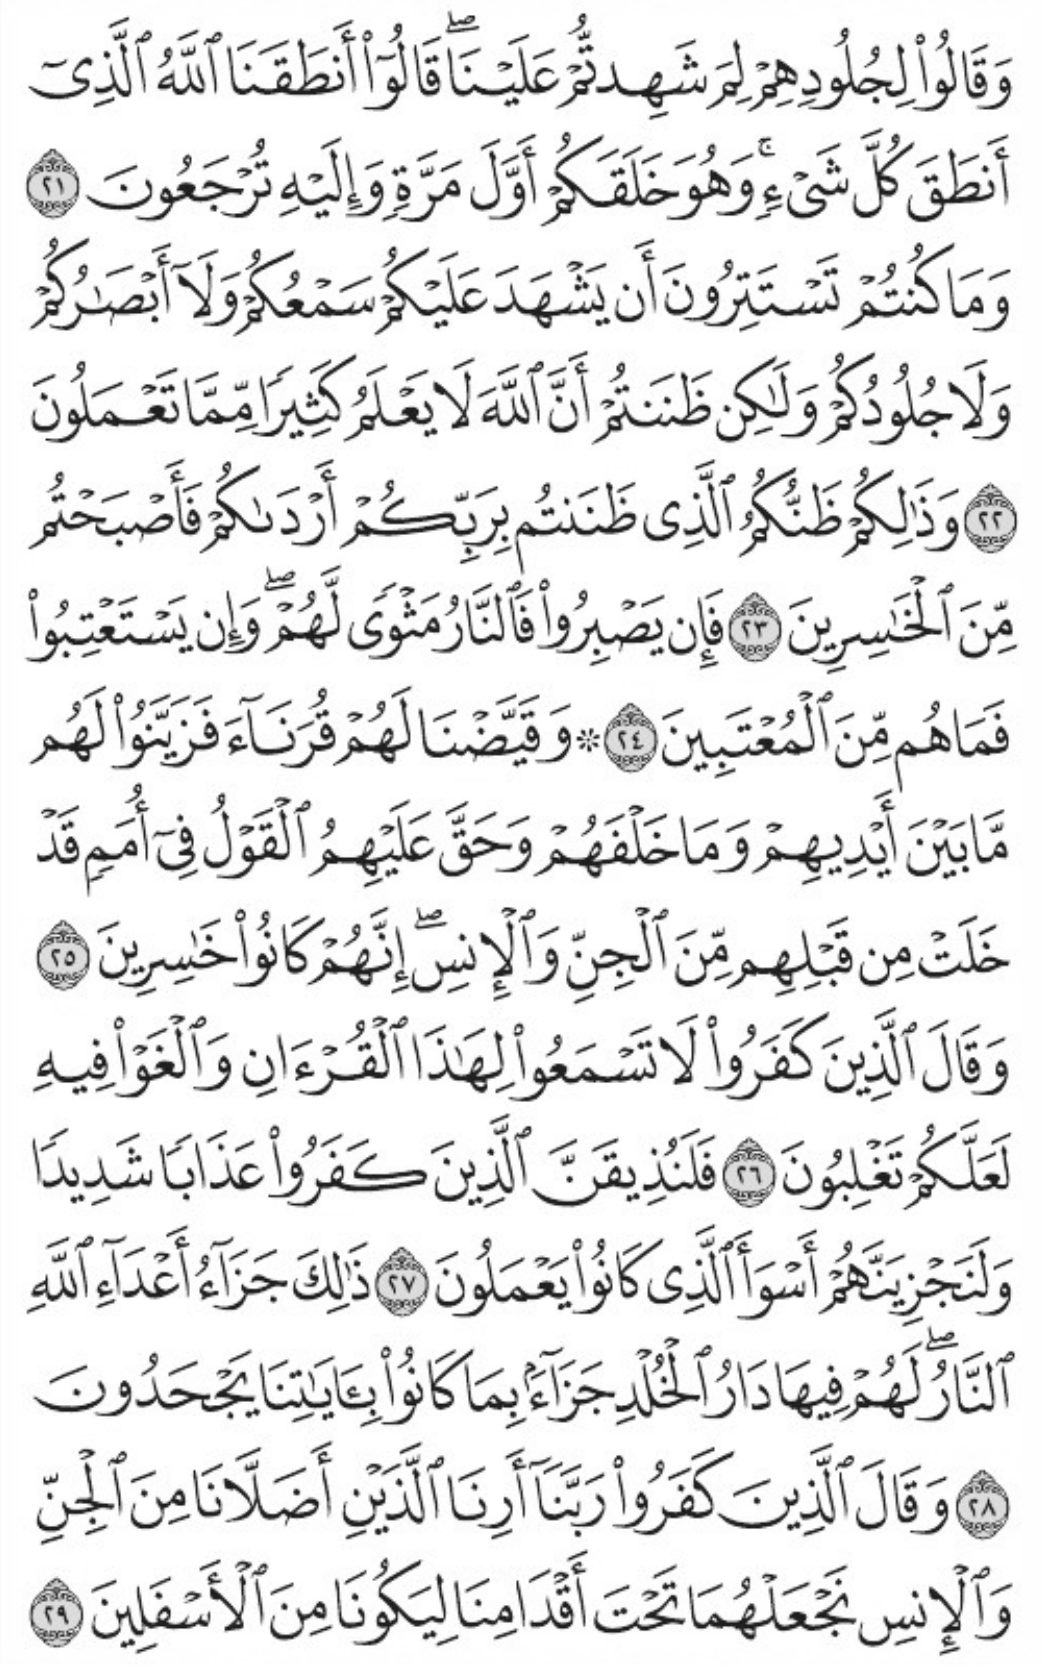 وَقَالُوا۟ لِجُلُودِهِمْ لِمَ شَهِدتُّمْ عَلَيْنَا ۖ قَالُوٓا۟ أَنطَقَنَا ٱللَّهُ ٱلَّذِىٓ
أَنطَقَ كُلَّ شَىْءٍ ۚ وَهُوَ خَلَقَكُمْ أَوَّلَ مَرَّةٍ وَإِلَيْهِ تُرْجَعُونَ ٢١
وَمَا كُنتُمْ تَسْتَتِرُونَ أَن يَشْهَدَ عَلَيْكُمْ سَمْعُكُمْ وَلَآ أَبْصَٰرُكُمْ
وَلَا جُلُودُكُمْ وَلَٰكِن ظَنَنتُمْ أَنَّ ٱللَّهَ لَا يَعْلَمُ كَثِيرًا مِّمَّا تَعْمَلُونَ
٢٢ وَذَٰلِكُمْ ظَنُّكُمُ ٱلَّذِى ظَنَنتُم بِرَبِّكُمْ أَرْدَىٰكُمْ فَأَصْبَحْتُم
مِّنَ ٱلْخَٰسِرِينَ ٢٣ فَإِن يَصْبِرُوا۟ فَٱلنَّارُ مَثْوًى لَّهُمْ ۖ وَإِن يَسْتَعْتِبُوا۟
فَمَا هُم مِّنَ ٱلْمُعْتَبِينَ ٢٤ ۞ وَقَيَّضْنَا لَهُمْ قُرَنَآءَ فَزَيَّنُوا۟ لَهُم
مَّا بَيْنَ أَيْدِيهِمْ وَمَا خَلْفَهُمْ وَحَقَّ عَلَيْهِمُ ٱلْقَوْلُ فِىٓ أُمَمٍ قَدْ
خَلَتْ مِن قَبْلِهِم مِّنَ ٱلْجِنِّ وَٱلْإِنسِ ۖ إِنَّهُمْ كَانُوا۟ خَٰسِرِينَ ٢٥
وَقَالَ ٱلَّذِينَ كَفَرُوا۟ لَا تَسْمَعُوا۟ لِهَٰذَا ٱلْقُرْءَانِ وَٱلْغَوْا۟ فِيهِ
لَعَلَّكُمْ تَغْلِبُونَ ٢٦ فَلَنُذِيقَنَّ ٱلَّذِينَ كَفَرُوا۟ عَذَابًا شَدِيدًا
وَلَنَجْزِيَنَّهُمْ أَسْوَأَ ٱلَّذِى كَانُوا۟ يَعْمَلُونَ ٢٧ ذَٰلِكَ جَزَآءُ أَعْدَآءِ ٱللَّهِ
ٱلنَّارُ ۖ لَهُمْ فِيهَا دَارُ ٱلْخُلْدِ جَزَآءًۢ بِمَا كَانُوا۟ بِـَٔايَٰتِنَا يَجْحَدُونَ
٢٨ وَقَالَ ٱلَّذِينَ كَفَرُوا۟ رَبَّنَآ أَرِنَا ٱلَّذَيْنِ أَضَلَّانَا مِنَ ٱلْجِنِّ
وَٱلْإِنسِ نَجْعَلْهُمَا تَحْتَ أَقْدَامِنَا لِيَكُونَا مِنَ ٱلْأَسْفَلِينَ ٢٩